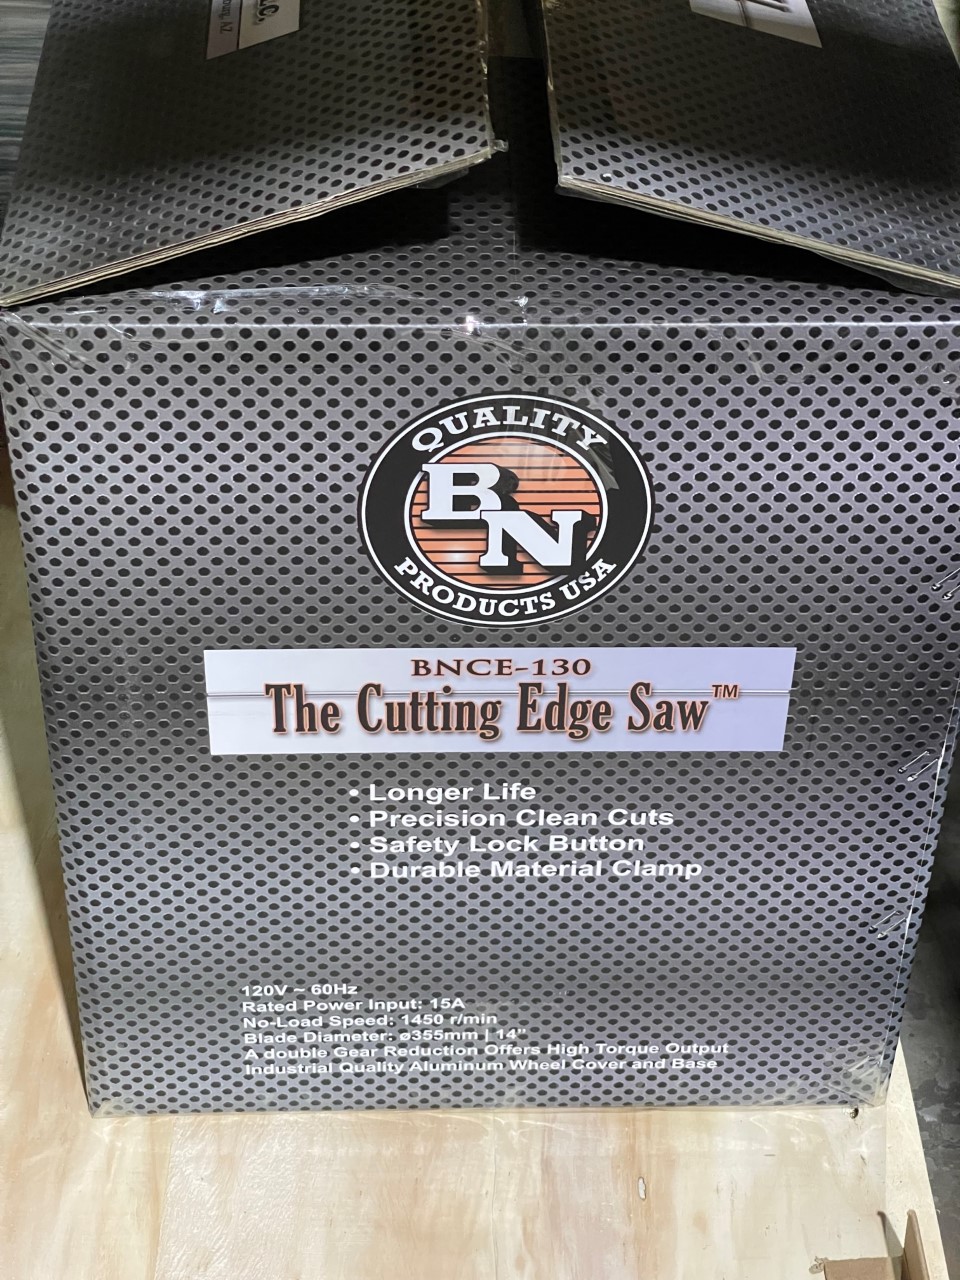 QUALITY
BN
PRODUCTS USA
BNCE-130
The Cutting Edge Saw™
• Longer Life
• Precision Clean Cuts
• Safety Lock Button
• Durable Material Clamp
120V ~ 60Hz
Rated Power Input: 15A
No-Load Speed: 1450 r/min
Blade Diameter: ø355mm | 14”
A double Gear Reduction Offers High Torque Output
Industrial Quality Aluminum Wheel Cover and Base